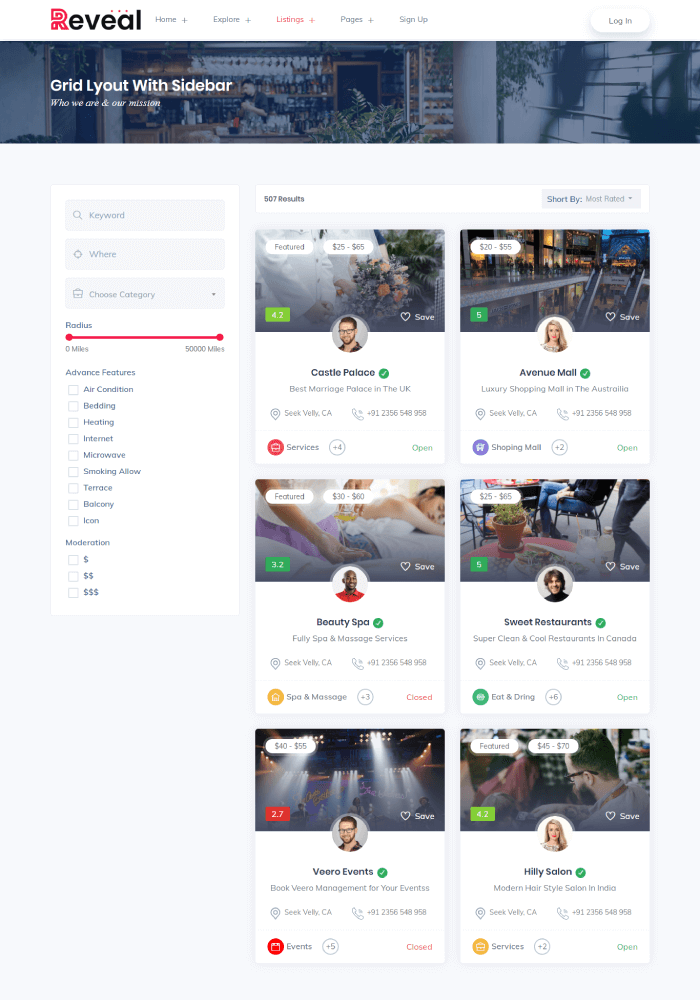 Reveal
Home + Explore + Listings + Pages + Sign Up
Log In
Grid Lyout With Sidebar
Who we are & our mission
Keyword
Where
Choose Category
Radius
0 Miles 50000 Miles
Advance Features
Air Condition
Bedding
Heating
Internet
Microwave
Smoking Allow
Terrace
Balcony
Icon
Moderation
$
$$
$$$
507 Results
Short By: Most Rated
Featured $25 - $65
4.2 Save
Castle Palace
Best Marriage Palace in The UK
Seek Velly, CA +91 2356 548 958
Services +4 Open
$20 - $55
5 Save
Avenue Mall
Luxury Shopping Mall in The Austrailia
Seek Velly, CA +91 2356 548 958
Shoping Mall +2 Open
Featured $30 - $60
3.2 Save
Beauty Spa
Fully Spa & Massage Services
Seek Velly, CA +91 2356 548 958
Spa & Massage +3 Closed
$25 - $65
5 Save
Sweet Restaurants
Super Clean & Cool Restaurants In Canada
Seek Velly, CA +91 2356 548 958
Eat & Dring +6 Open
$40 - $55
2.7 Save
Veero Events
Book Veero Management for Your Eventss
Seek Velly, CA +91 2356 548 958
Events +5 Closed
Featured $45 - $70
4.2 Save
Hilly Salon
Modern Hair Style Salon In India
Seek Velly, CA +91 2356 548 958
Services +2 Open